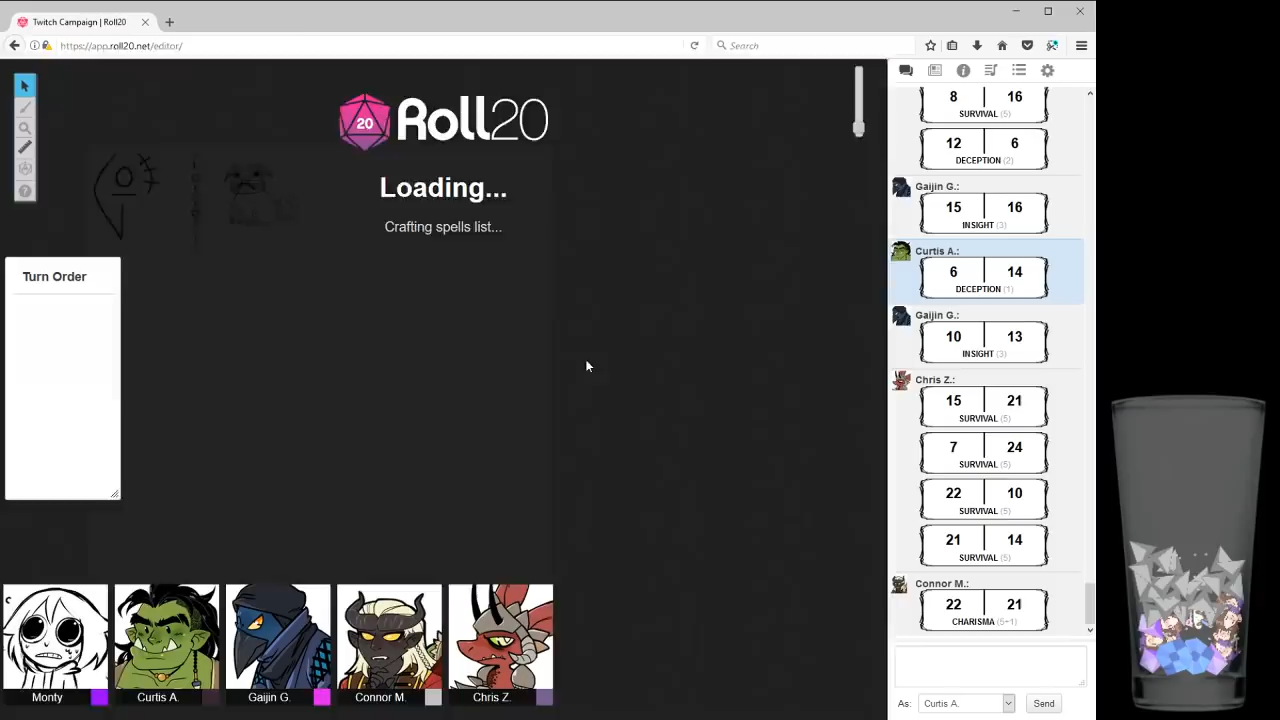 Twitch Campaign | Roll20
https://app.roll20.net/editor/
Search
20 Roll20
Loading...
Crafting spells list...
Turn Order
Monty
Curtis A.
Gaijin G.
Connor M.
Chris Z.
8 16
SURVIVAL (5)
12 6
DECEPTION (2)
Gaijin G.:
15 16
INSIGHT (3)
Curtis A.:
6 14
DECEPTION (1)
Gaijin G.:
10 13
INSIGHT (3)
Chris Z.:
15 21
SURVIVAL (5)
7 24
SURVIVAL (5)
22 10
SURVIVAL (5)
21 14
SURVIVAL (5)
Connor M.:
22 21
CHARISMA (5+1)
As: Curtis A. Send